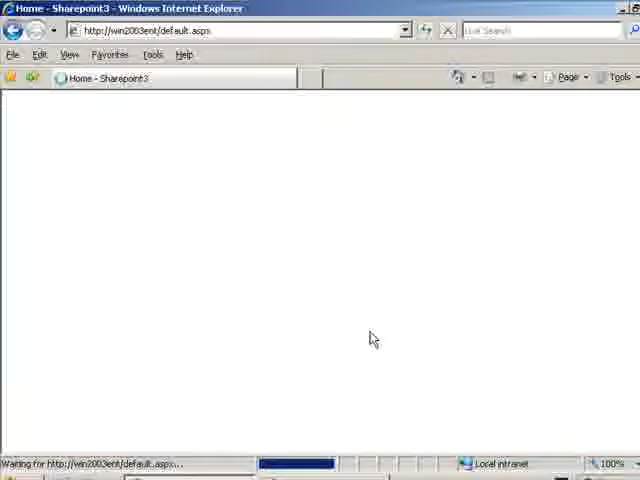 Home - Sharepoint3 - Windows Internet Explorer
http://win2003ent/default.aspx
Live Search
File Edit View Favorites Tools Help
Home - Sharepoint3
Page Tools
Waiting for http://win2003ent/default.aspx...
Local intranet
100%